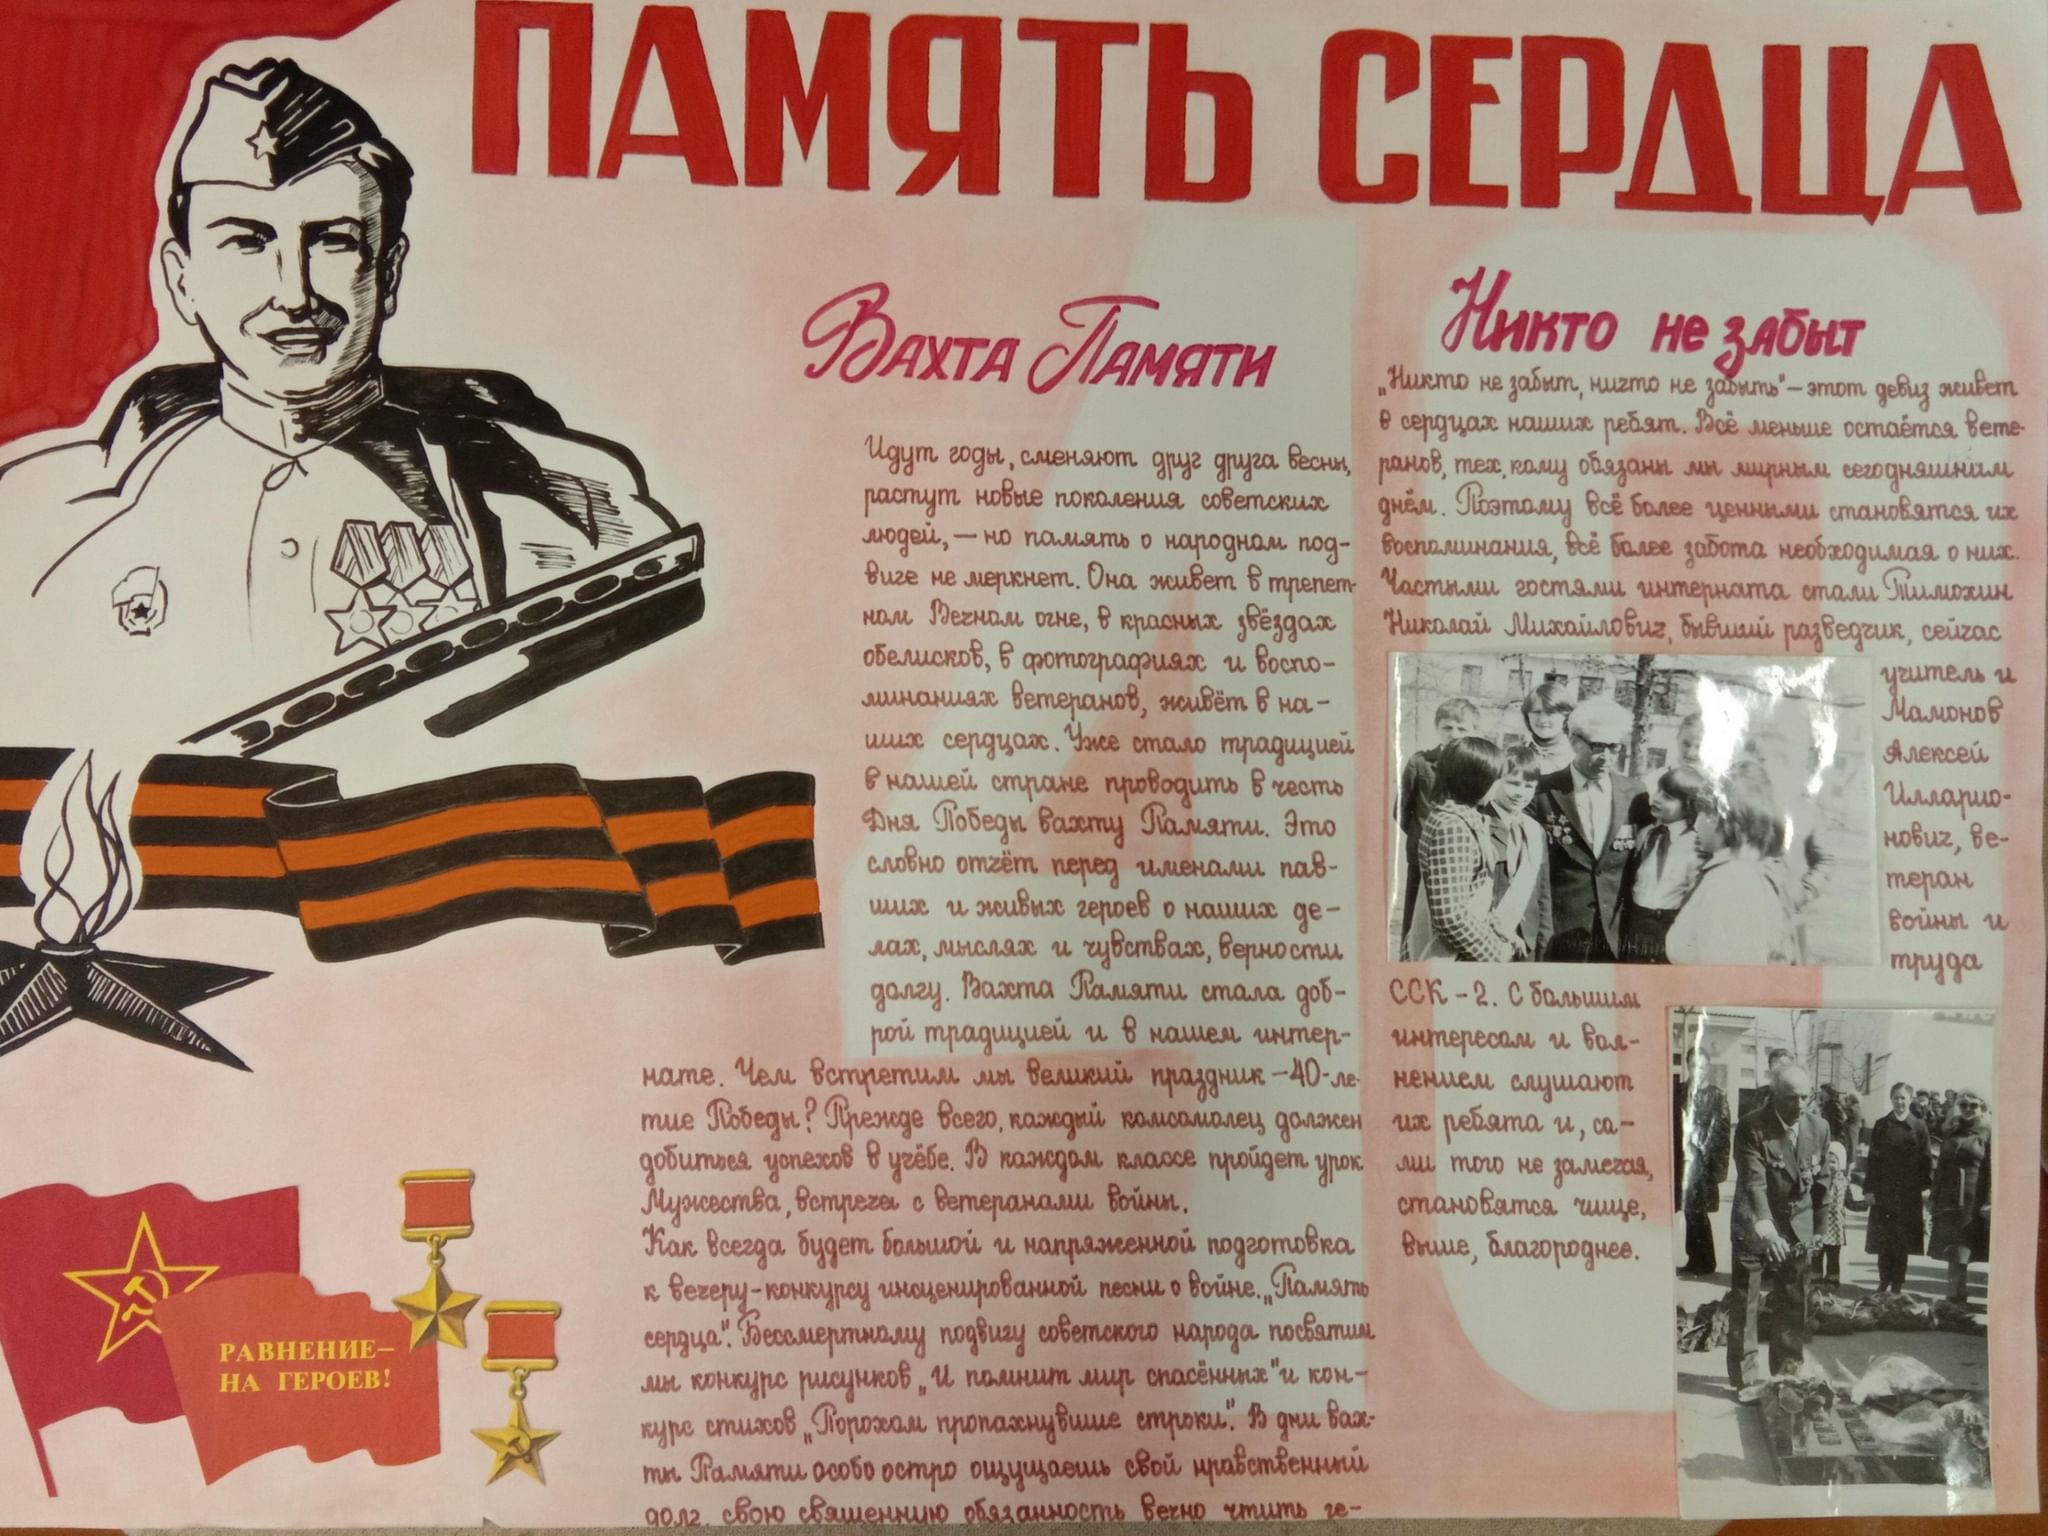 ПАМЯТЬ СЕРДЦА
Вахта Памяти
Идут годы, сменяют друг друга весны,
растут новые поколения советских
людей, — но память о народном под-
виге не меркнет. Она живет в трепет-
ном Вечном огне, в красных звёздах
обелисков, в фотографиях и воспо-
минаниях ветеранов, живёт в на-
ших сердцах. Уже стало традицией
в нашей стране проводить в честь
Дня Победы вахту Памяти. Это
словно отчёт перед именами пав-
ших и живых героев о наших де-
лах, мыслях и чувствах, верности
долгу. Вахта Памяти стала доб-
рой традицией и в нашем интер-
нате. Чем встретим мы великий праздник - 40-ле-
тие Победы? Прежде всего, каждый комсомолец должен
добиться успехов в учёбе. В каждом классе пройдет урок
Мужества, встречи с ветеранами войны.
Как всегда будет большой и напряженной подготовка
к вечеру-конкурсу инсценированной песни о войне. „Память
сердца". Бессмертному подвигу советского народа посвятим
мы конкурс рисунков „И помнит мир спасённых" и кон-
курс стихов „Порохом пропахнувшие строки". В дни вах-
ты Памяти особо остро ощущаешь свой нравственный
долг, свою священную обязанность вечно чтить ге-
Никто не забыт
„Никто не забыт, ничто не забыть" — этот девиз живет
в сердцах наших ребят. Всё меньше остаётся вете-
ранов, тех, кому обязаны мы мирным сегодняшним
днём. Поэтому всё более ценными становятся их
воспоминания, всё более забота необходимая о них.
Частыми гостями интерната стали Тимохин
Николай Михайлович, бывший разведчик, сейчас
учитель и
Мамонов
Алексей
Илларио-
нович, ве-
теран
войны и
труда
ССК - 2. С большим
интересом и вол-
нением слушают
их ребята и, са-
ми того не замечая,
становятся чище,
выше, благороднее.
РАВНЕНИЕ—
НА ГЕРОЕВ!
40